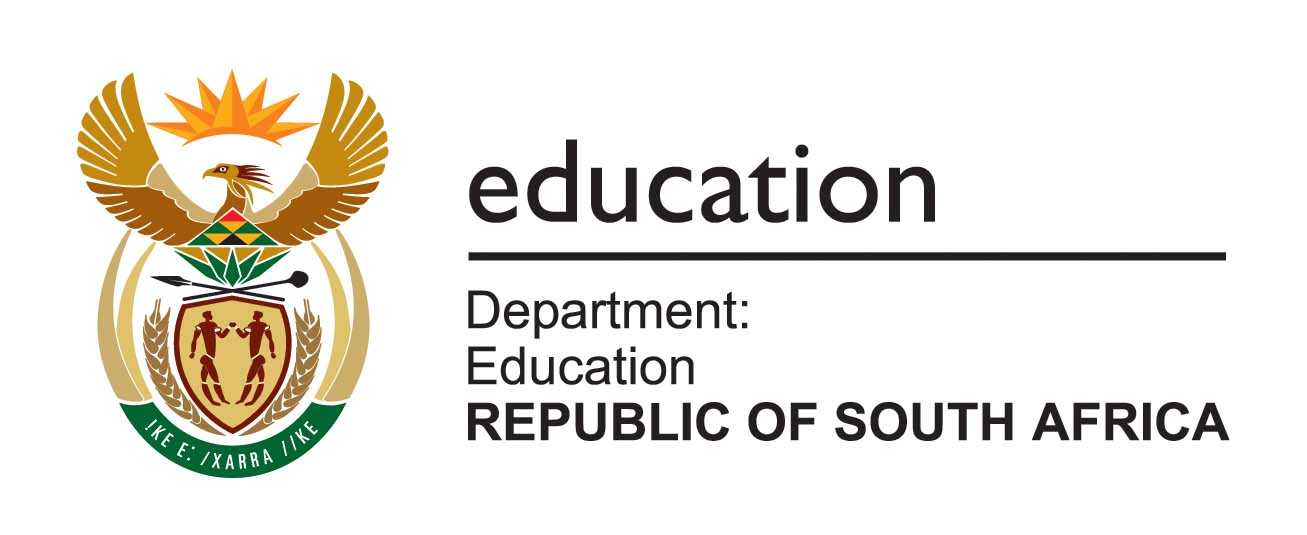 education
Department:
Education
REPUBLIC OF SOUTH AFRICA
!KE E: /XARRA //KE